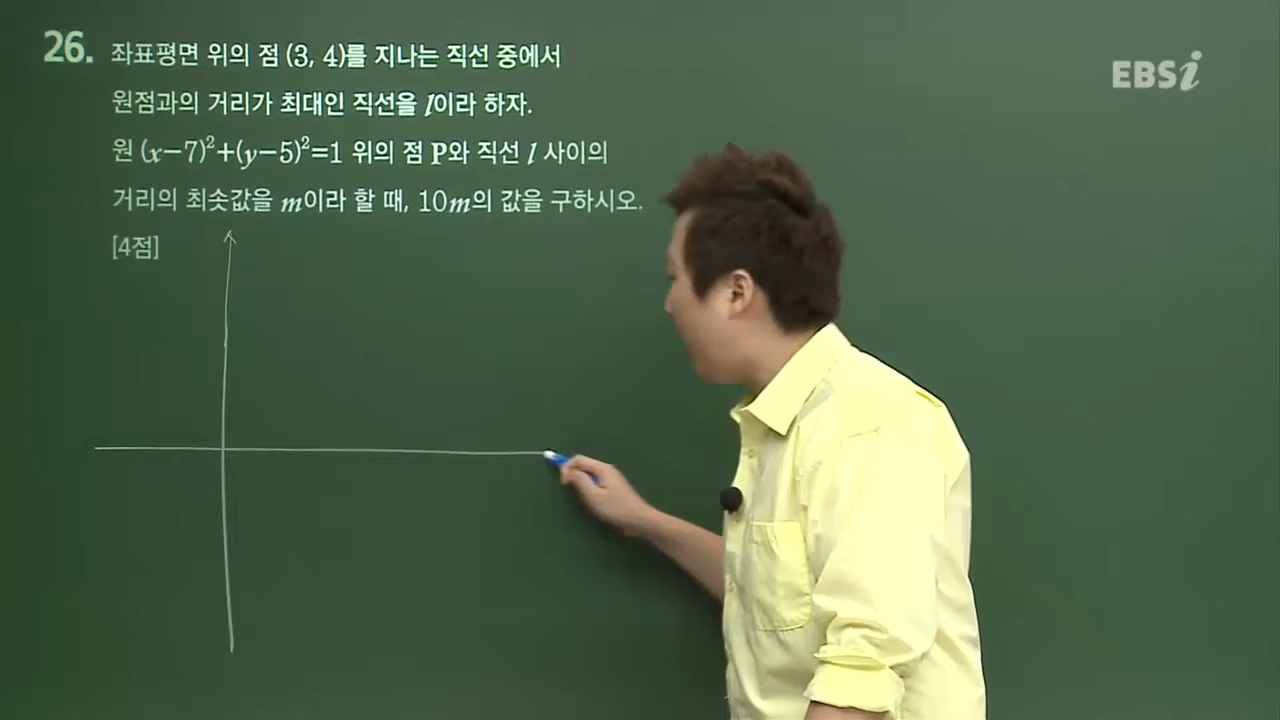 26. 좌표평면 위의 점 (3, 4)를 지나는 직선 중에서
원점과의 거리가 최대인 직선을 l이라 하자.
원 (x−7)²+(y−5)²=1 위의 점 P와 직선 l 사이의
거리의 최솟값을 m이라 할 때, 10m의 값을 구하시오.
[4점]
EBSi